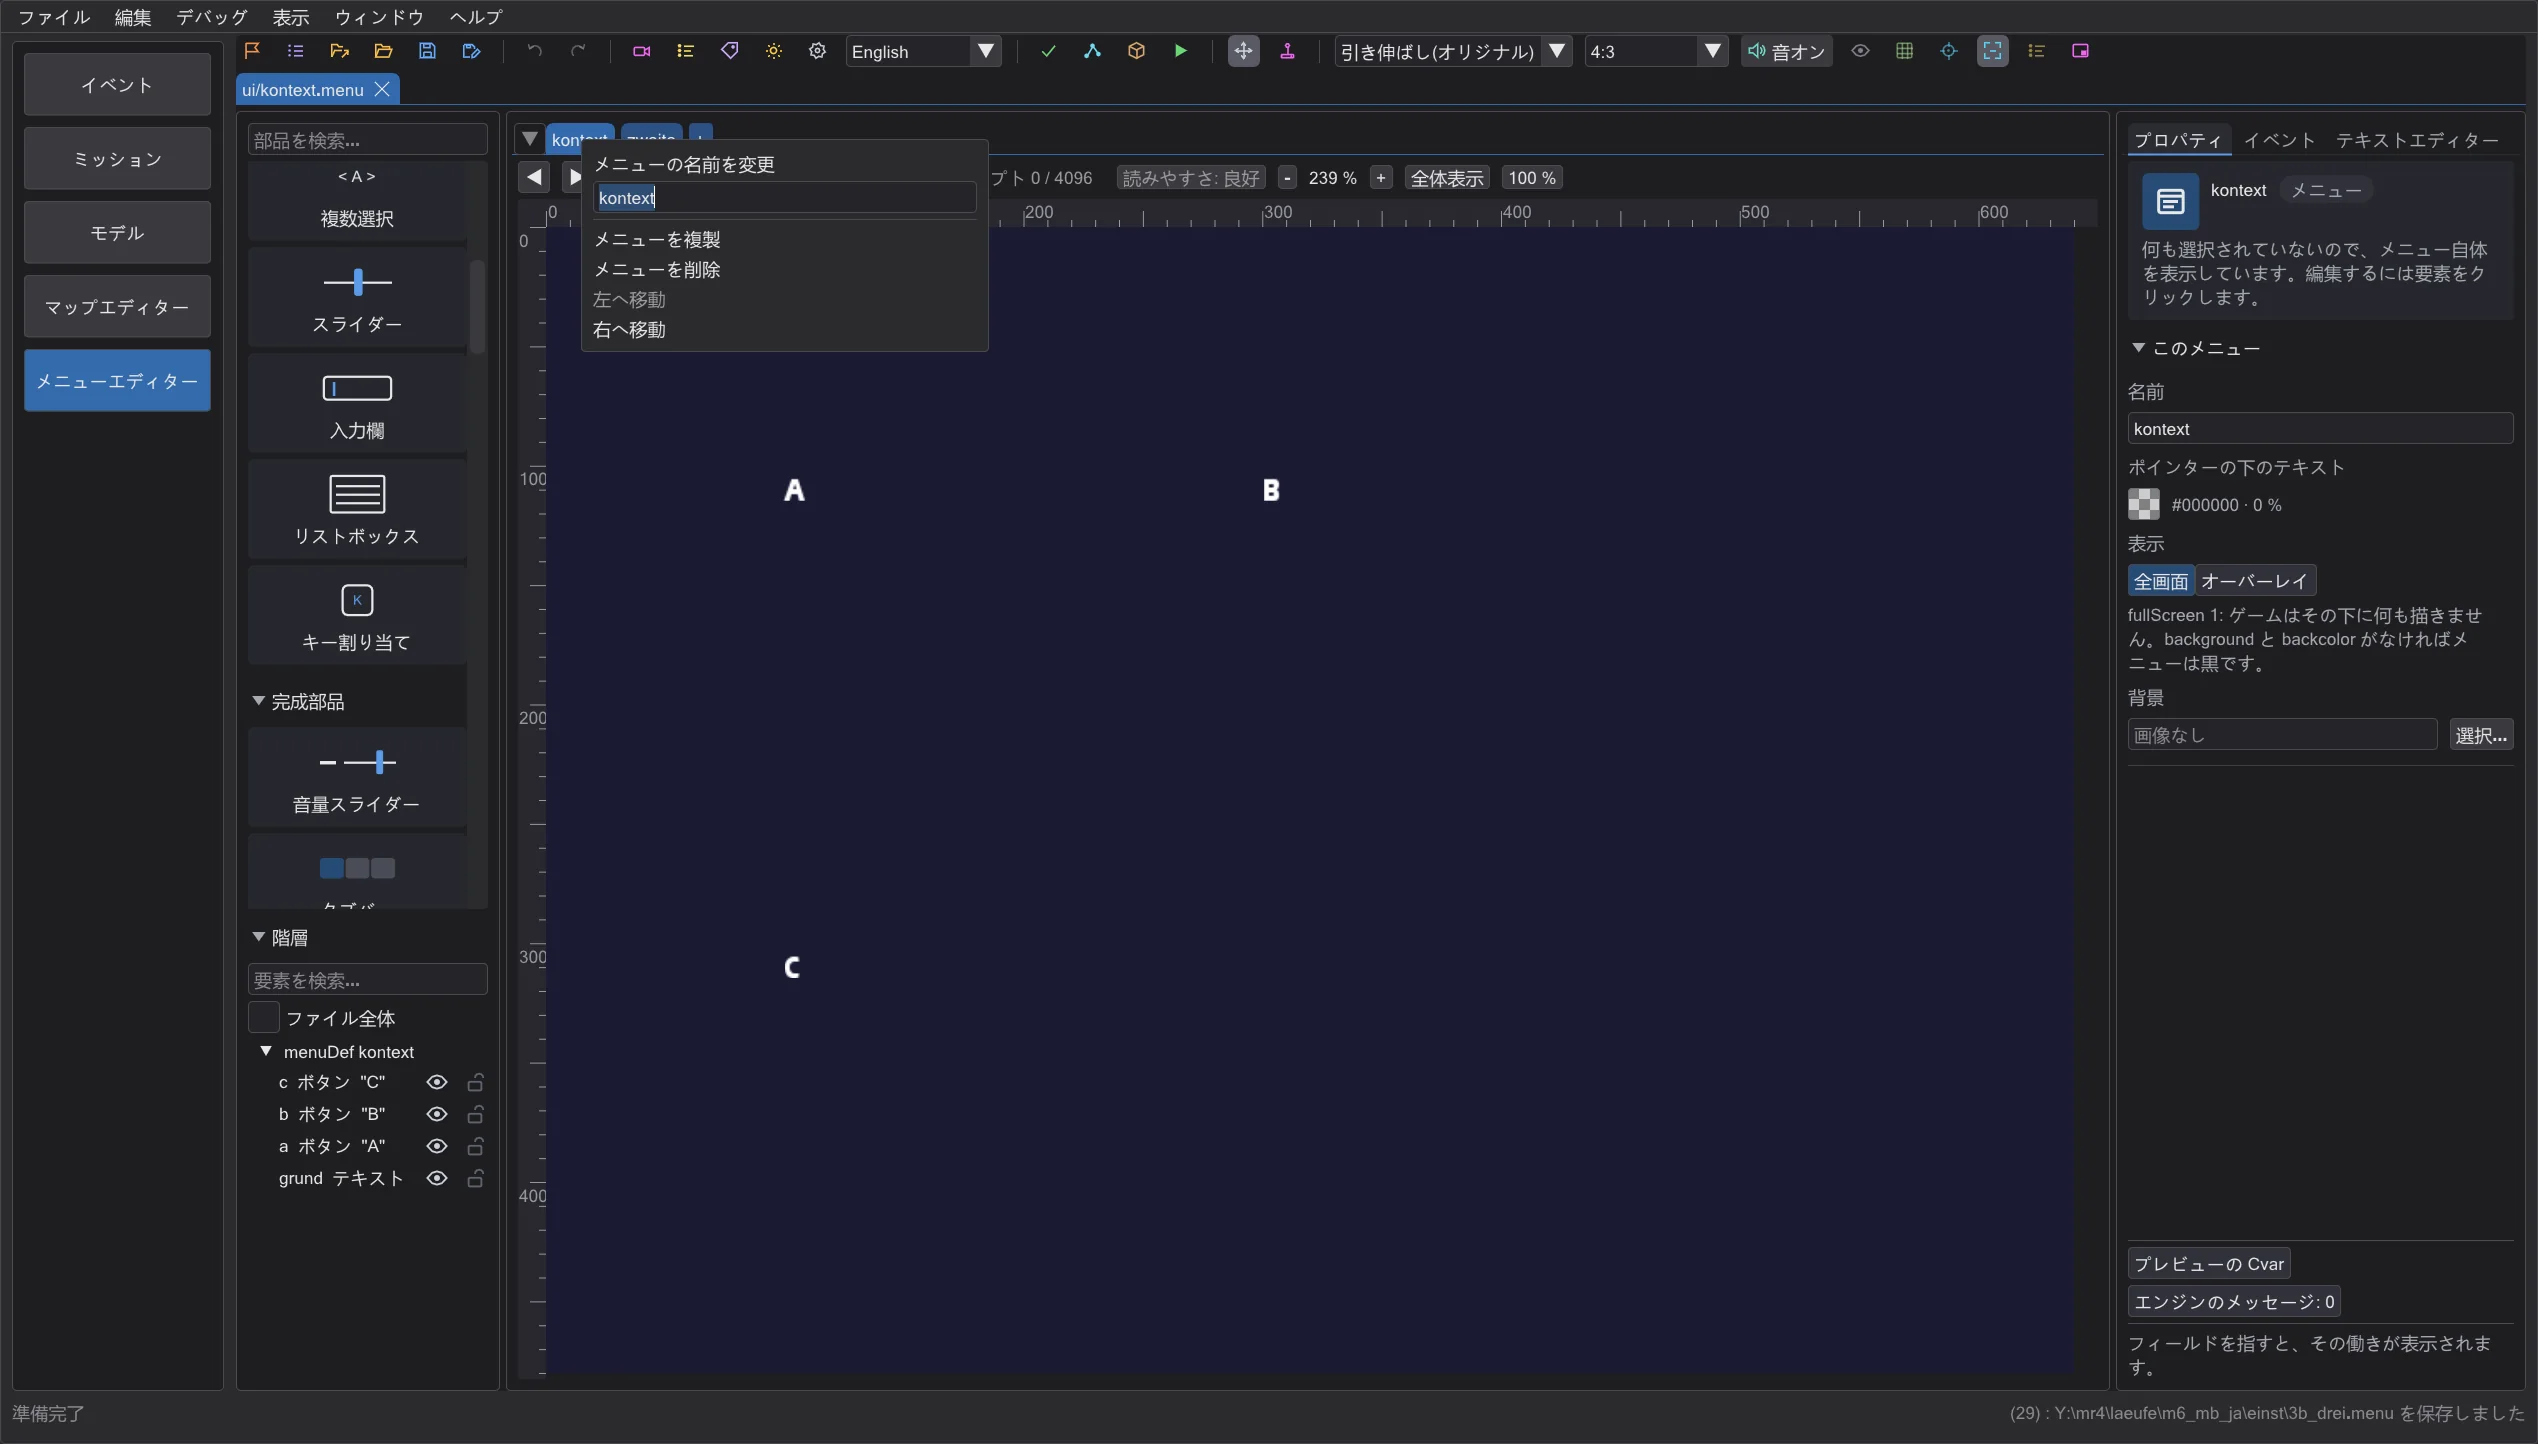 ファイル 編集 デバッグ 表示 ウィンドウ ヘルプ
English
引き伸ばし(オリジナル)
4:3
音オン
ui/kontext.menu
イベント
ミッション
モデル
マップエディター
メニューエディター
部品を検索...
< A >
複数選択
スライダー
入力欄
リストボックス
K
キー割り当て
完成部品
音量スライダー
階層
要素を検索...
ファイル全体
menuDef kontext
c ボタン "C"
b ボタン "B"
a ボタン "A"
grund テキスト
メニューの名前を変更
kontext
メニューを複製
メニューを削除
左へ移動
右へ移動
プト 0 / 4096
読みやすさ: 良好
- 239 % +
全体表示
100 %
0 200 300 400 500 600
0
100
200
300
400
A B
C
プロパティ イベント テキストエディター
kontext メニュー
何も選択されていないので、メニュー自体
を表示しています。編集するには要素をク
リックします。
このメニュー
名前
kontext
ポインターの下のテキスト
#000000 · 0 %
表示
全画面 オーバーレイ
fullScreen 1: ゲームはその下に何も描きませ
ん。background と backcolor がなければメ
ニューは黒です。
背景
画像なし 選択...
プレビューの Cvar
エンジンのメッセージ: 0
フィールドを指すと、その働きが表示されま
す。
準備完了
(29) : Y:\mr4\laeufe\m6_mb_ja\einst\3b_drei.menu を保存しました